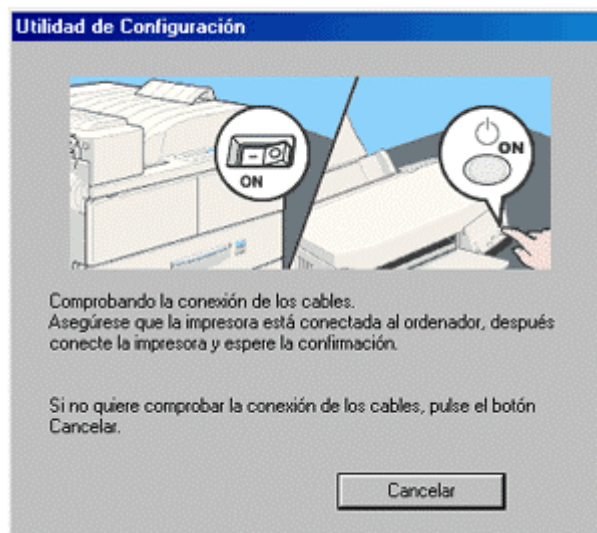 Utilidad de Configuración
ON
ON
Comprobando la conexión de los cables.
Asegúrese que la impresora está conectada al ordenador, después
conecte la impresora y espere la confirmación.
Si no quiere comprobar la conexión de los cables, pulse el botón
Cancelar.
Cancelar